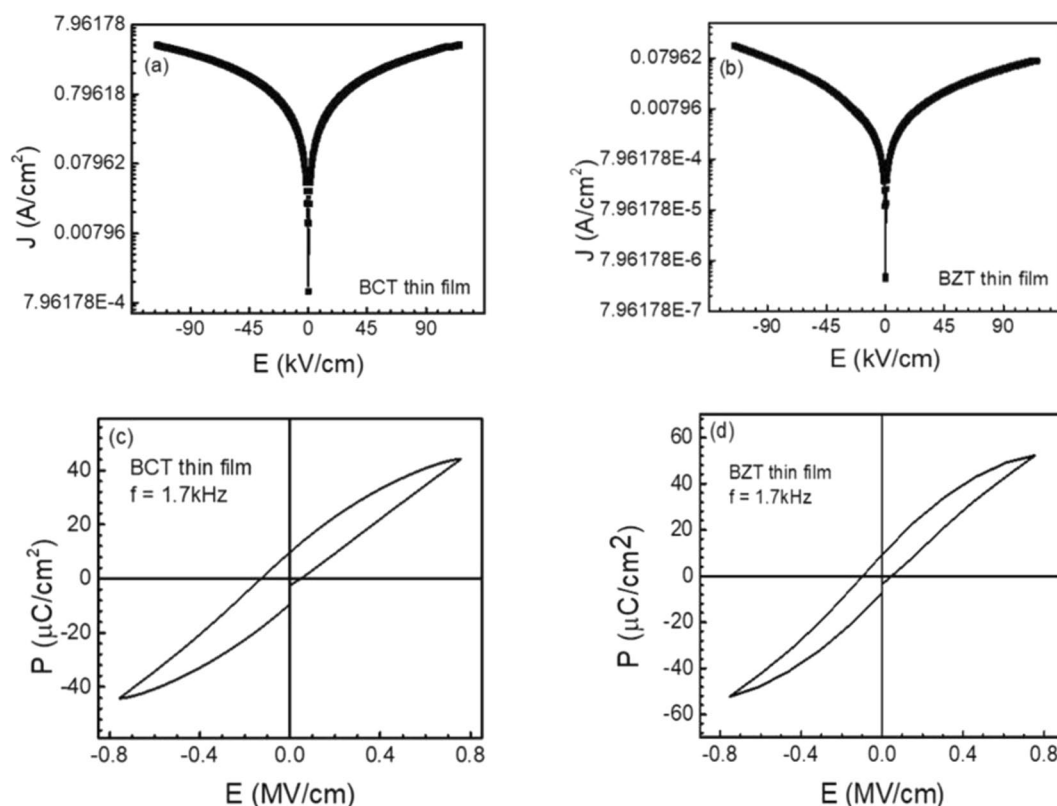 7.96178
0.79618
0.07962
0.00796
7.96178E-4
J (A/cm²)
(a)
BCT thin film
-90 -45 0 45 90
E (kV/cm)
0.07962
0.00796
7.96178E-4
7.96178E-5
7.96178E-6
7.96178E-7
J (A/cm²)
(b)
BZT thin film
-90 -45 0 45 90
E (kV/cm)
40
20
0
-20
-40
P (μC/cm²)
(c)
BCT thin film
f = 1.7kHz
-0.8 -0.4 0.0 0.4 0.8
E (MV/cm)
60
40
20
0
-20
-40
-60
P (μC/cm2)
(d)
BZT thin film
f = 1.7kHz
-0.8 -0.4 0.0 0.4 0.8
E (MV/cm)